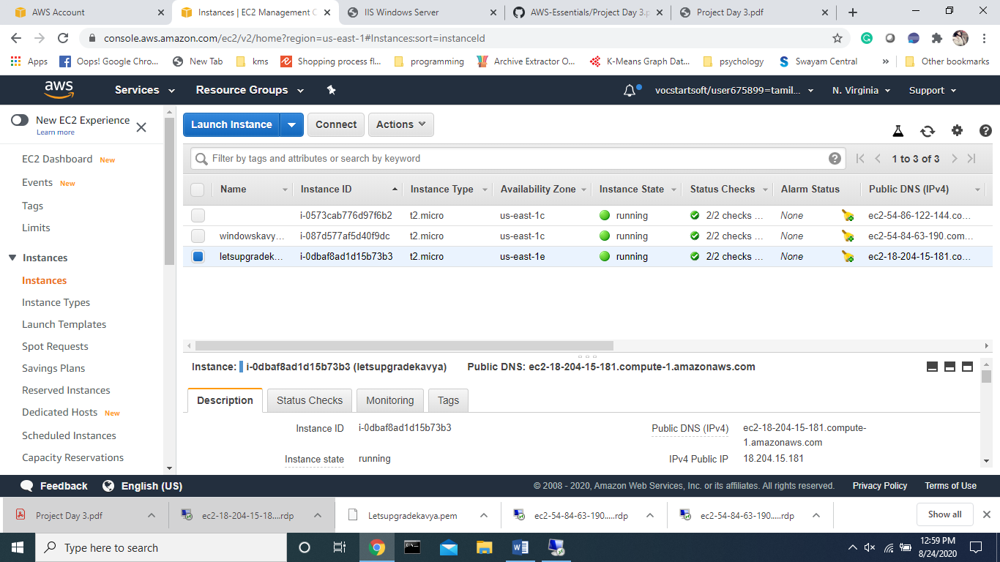 AWS Account
Instances | EC2 Management C
IIS Windows Server
AWS-Essentials/Project Day 3.p
Project Day 3.pdf
console.aws.amazon.com/ec2/v2/home?region=us-east-1#Instances:sort=instanceId
Apps
Oops! Google Chro...
New Tab
kms
Shopping process fl...
programming
Archive Extractor O...
K-Means Graph Dat...
psychology
Swayam Central
»
Other bookmarks
aws
Services
Resource Groups
vocstartsoft/user675899=tamil...
N. Virginia
Support
New EC2 Experience
Learn more
EC2 Dashboard New
Events New
Tags
Limits
Instances
Instances
Instance Types
Launch Templates
Spot Requests
Savings Plans
Reserved Instances
Dedicated Hosts New
Scheduled Instances
Capacity Reservations
Launch Instance
Connect
Actions
Filter by tags and attributes or search by keyword
1 to 3 of 3
Name Instance ID Instance Type Availability Zone Instance State Status Checks Alarm Status Public DNS (IPv4)
i-0573cab776d97f6b2 t2.micro us-east-1c running 2/2 checks ... None ec2-54-86-122-144.co...
windowskavy... i-087d577af5d40f9dc t2.micro us-east-1c running 2/2 checks ... None ec2-54-84-63-190.com...
letsupgradek... i-0dbaf8ad1d15b73b3 t2.micro us-east-1e running 2/2 checks ... None ec2-18-204-15-181.co...
Instance: i-0dbaf8ad1d15b73b3 (letsupgradekavya) Public DNS: ec2-18-204-15-181.compute-1.amazonaws.com
Description
Status Checks
Monitoring
Tags
Instance ID i-0dbaf8ad1d15b73b3
Public DNS (IPv4) ec2-18-204-15-181.compute-
1.amazonaws.com
Instance state running
IPv4 Public IP 18.204.15.181
Feedback
English (US)
© 2008 - 2020, Amazon Web Services, Inc. or its affiliates. All rights reserved.
Privacy Policy
Terms of Use
Project Day 3.pdf
ec2-18-204-15-18....rdp
Letsupgradekavya.pem
ec2-54-84-63-190.....rdp
ec2-54-84-63-190.....rdp
Show all
Type here to search
12:59 PM
8/24/2020